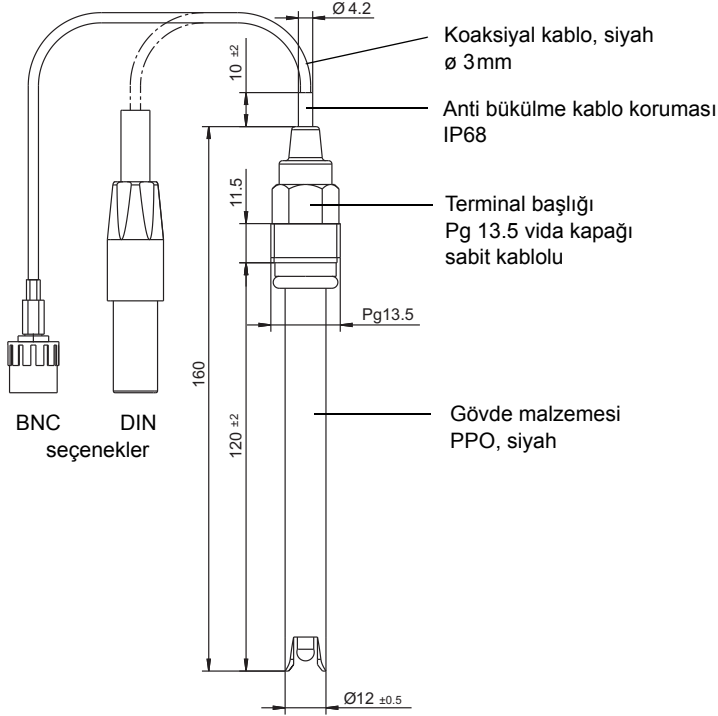 Ø 4.2
Koaksiyal kablo, siyah
ø 3mm
10 ±2
Anti bükülme kablo koruması
IP68
11.5
Terminal başlığı
Pg 13.5 vida kapağı
sabit kablolu
Pg13.5
160
120 ±2
BNC DIN
seçenekler
Gövde malzemesi
PPO, siyah
Ø12 ±0.5